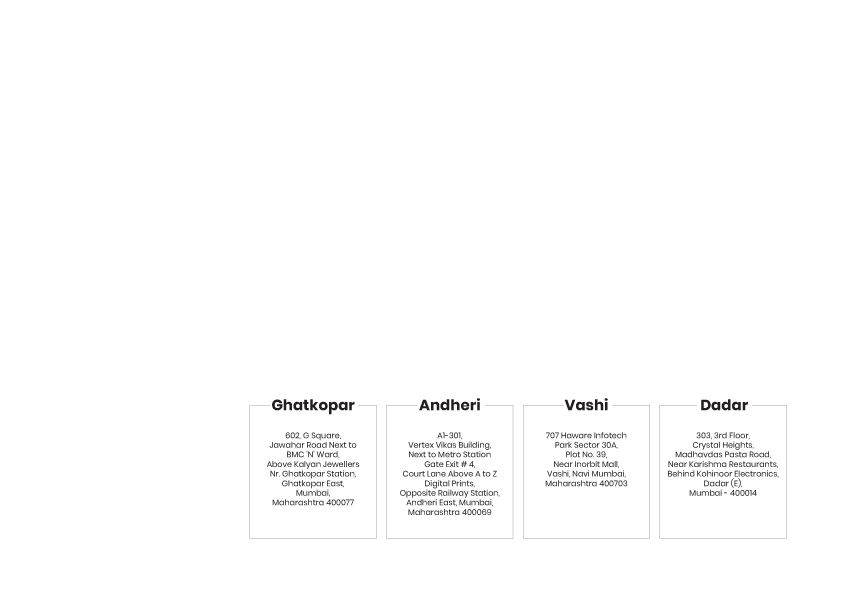 Ghatkopar
602, G Square,
Jawahar Road Next to
BMC 'N' Ward,
Above Kalyan Jewellers
Nr. Ghatkopar Station,
Ghatkopar East,
Mumbai,
Maharashtra 400077
Andheri
A1-301,
Vertex Vikas Building,
Next to Metro Station
Gate Exit # 4,
Court Lane Above A to Z
Digital Prints,
Opposite Railway Station,
Andheri East, Mumbai,
Maharashtra 400069
Vashi
707 Haware Infotech
Park Sector 30A,
Plot No. 39,
Near Inorbit Mall,
Vashi, Navi Mumbai,
Maharashtra 400703
Dadar
303, 3rd Floor,
Crystal Heights,
Madhavdas Pasta Road,
Near Karishma Restaurants,
Behind Kohinoor Electronics,
Dadar (E),
Mumbai - 400014